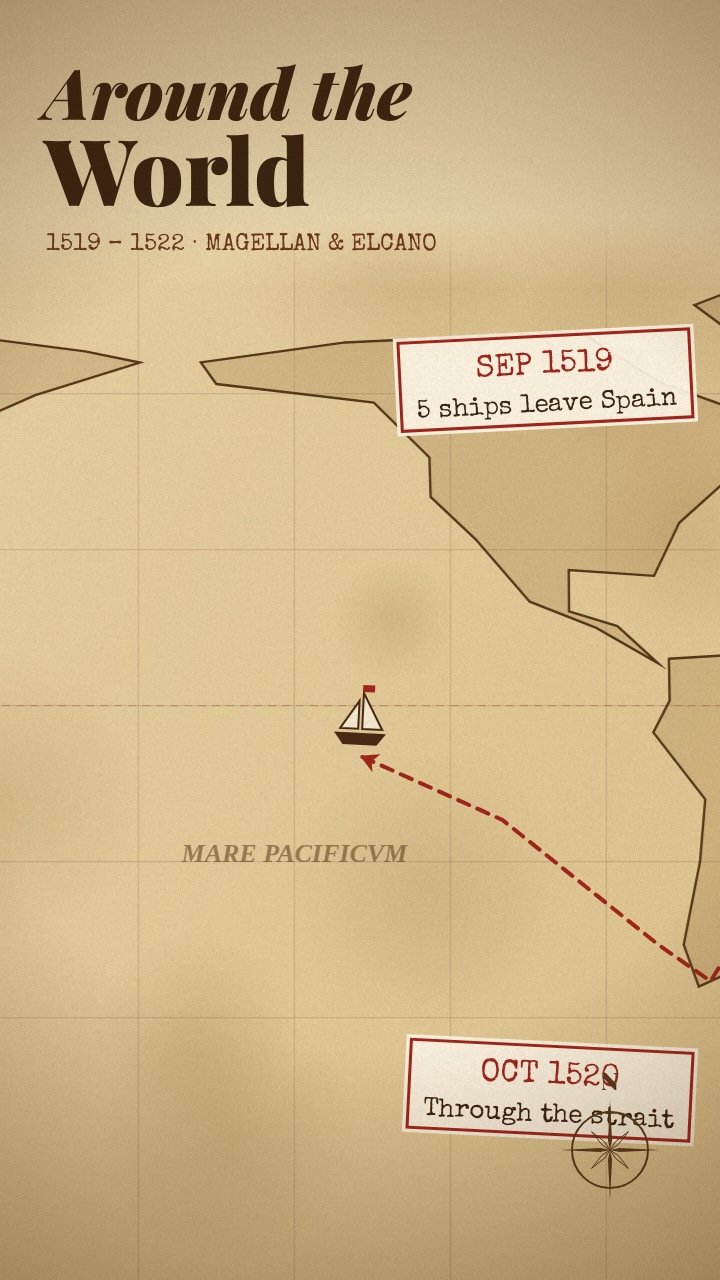 Around the
World
1519 – 1522 · MAGELLAN & ELCANO
SEP 1519
5 ships leave Spain
MARE PACIFICVM
OCT 1520
N
Through the strait